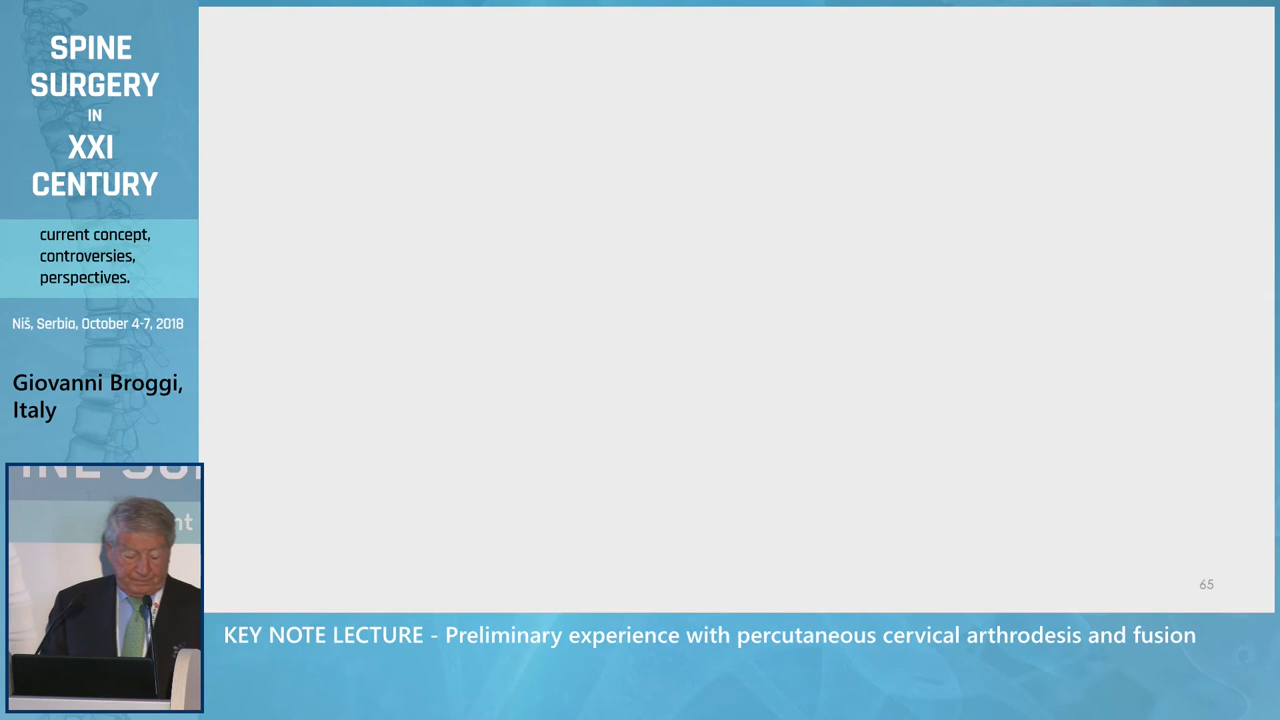 SPINE
SURGERY
IN
XXI
CENTURY
current concept,
controversies,
perspectives.
Niš, Serbia, October 4-7, 2018
Giovanni Broggi,
Italy
65
KEY NOTE LECTURE - Preliminary experience with percutaneous cervical arthrodesis and fusion